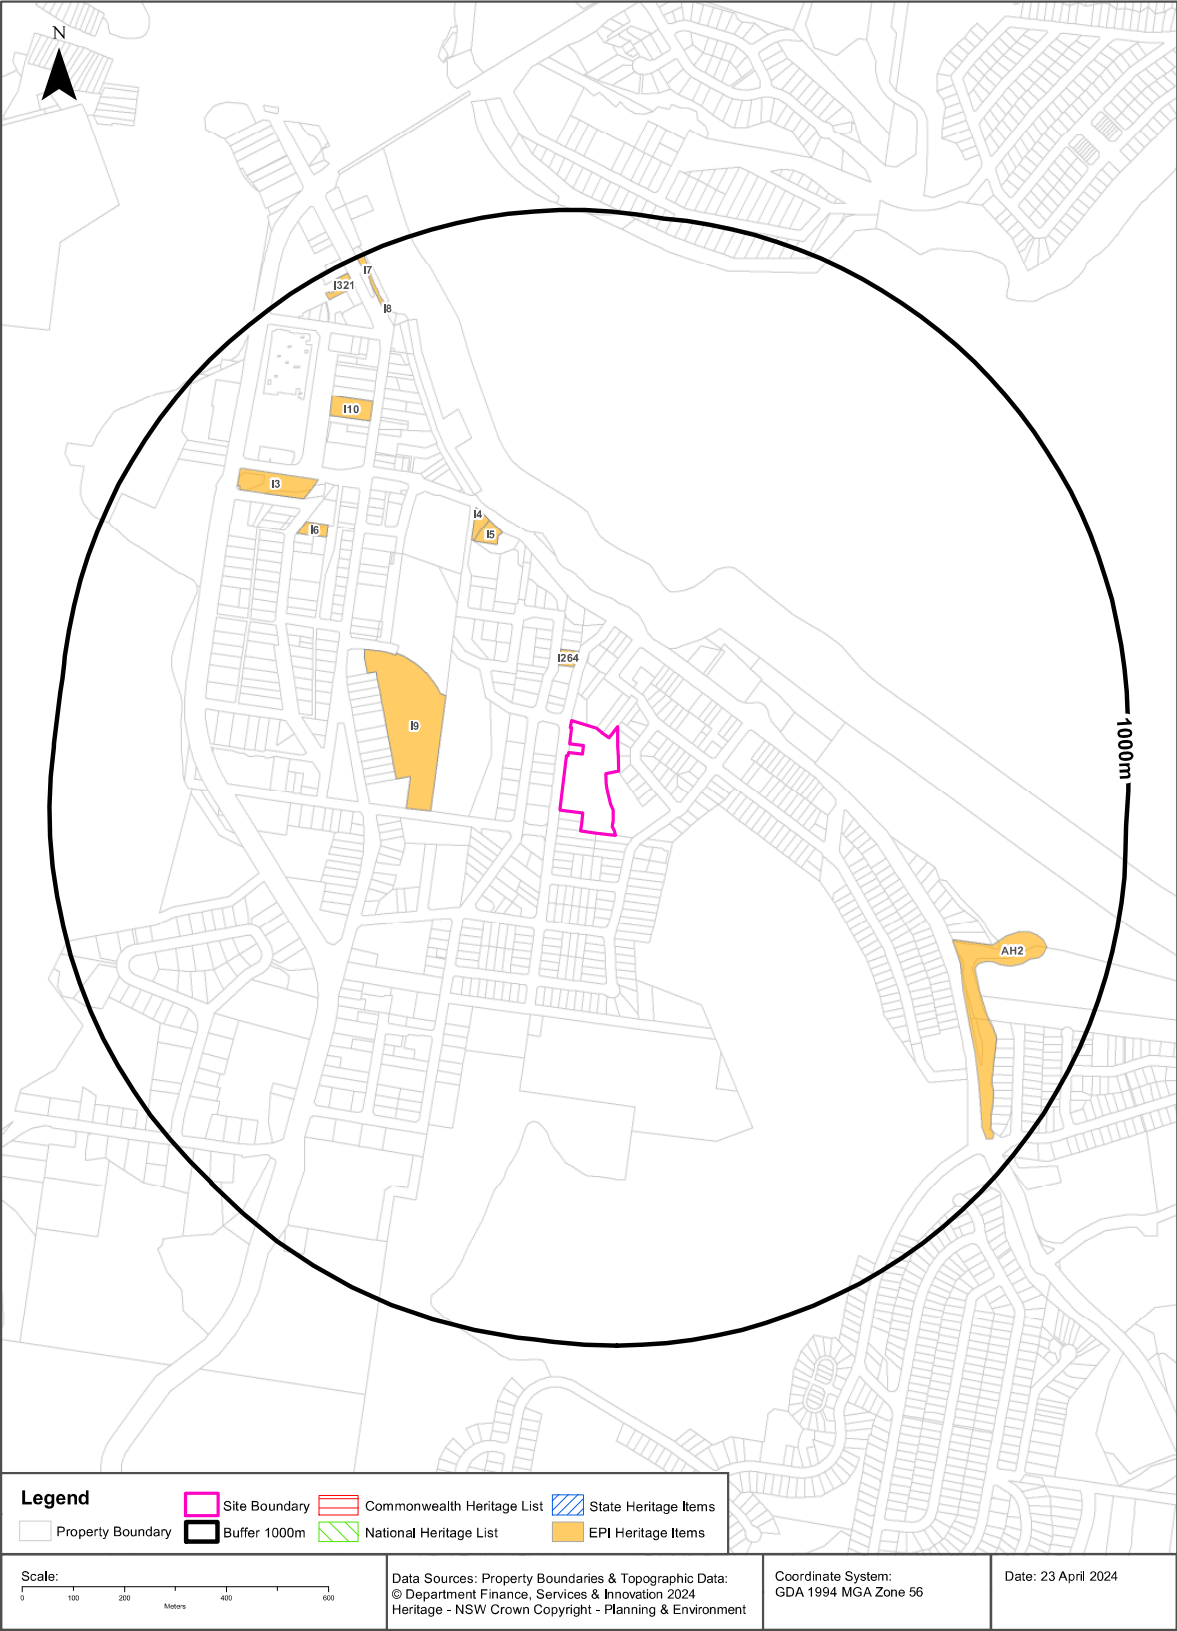 N
I7
I321
I8
I10
I3
I4
I6
I5
I264
I9
1000m
AH2
Legend
Site Boundary
Commonwealth Heritage List
State Heritage Items
Property Boundary
Buffer 1000m
National Heritage List
EPI Heritage Items
Scale:
0 100 200 400 600
Meters
Data Sources: Property Boundaries & Topographic Data:
© Department Finance, Services & Innovation 2024
Heritage - NSW Crown Copyright - Planning & Environment
Coordinate System:
GDA 1994 MGA Zone 56
Date: 23 April 2024